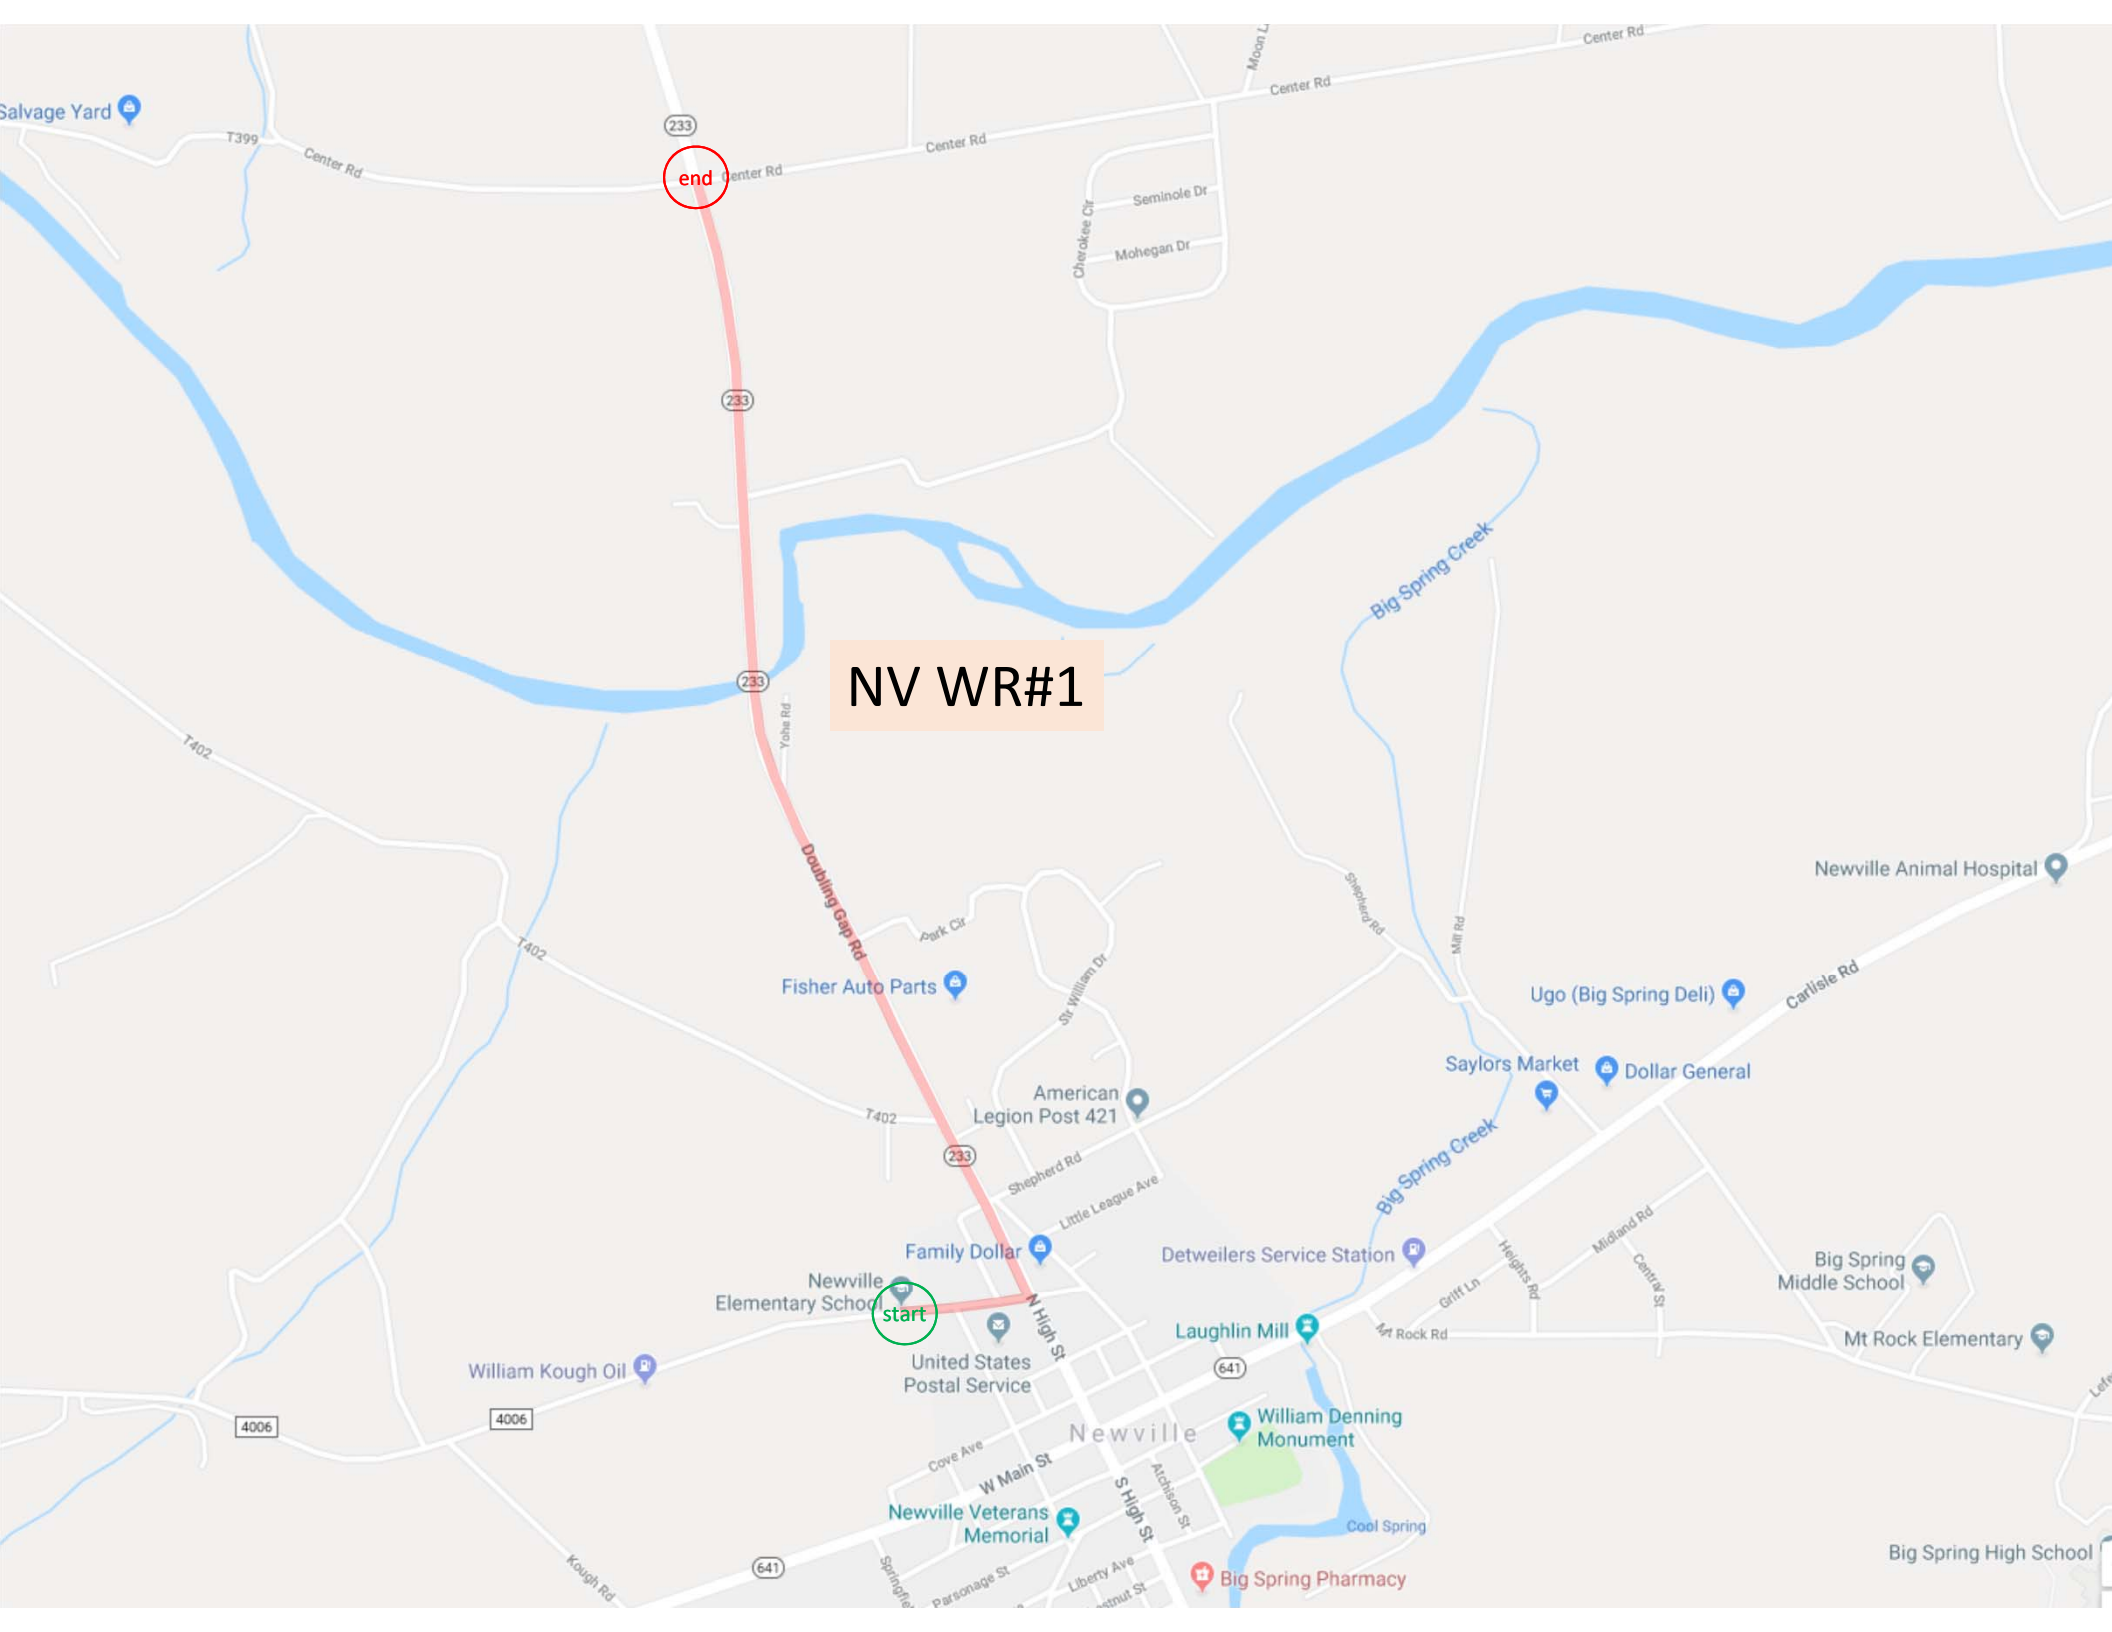 Center Rd
Moon L
Center Rd
Salvage Yard
233
T399
Center Rd
Center Rd
end
Center Rd
Seminole Dr
Cherokee Cir
Mohegan Dr
233
Big Spring Creek
NV WR#1
233
Yohe Rd
T402
Doubling Gap Rd
Newville Animal Hospital
Shepherd Rd
Park Cir
Mill Rd
T402
Fisher Auto Parts
Sir William Dr
Carlisle Rd
Ugo (Big Spring Deli)
Saylors Market
Dollar General
American
Legion Post 421
T402
Big Spring Creek
233
Shepherd Rd
Little League Ave
Family Dollar
Detweilers Service Station
Midland Rd
Heights Rd
Central St
Big Spring
Middle School
Newville
Elementary School
start
Griff Ln
N High St
Laughlin Mill
Mt Rock Rd
Mt Rock Elementary
United States
Postal Service
William Kough Oil
641
Lefe
4006
4006
William Denning
Monument
Newville
Cove Ave
W Main St
Atchison St
S High St
Newville Veterans
Memorial
Cool Spring
Big Spring High School
641
Kough Rd
Springfie
Parsonage St
Liberty Ave
stnut St
Big Spring Pharmacy